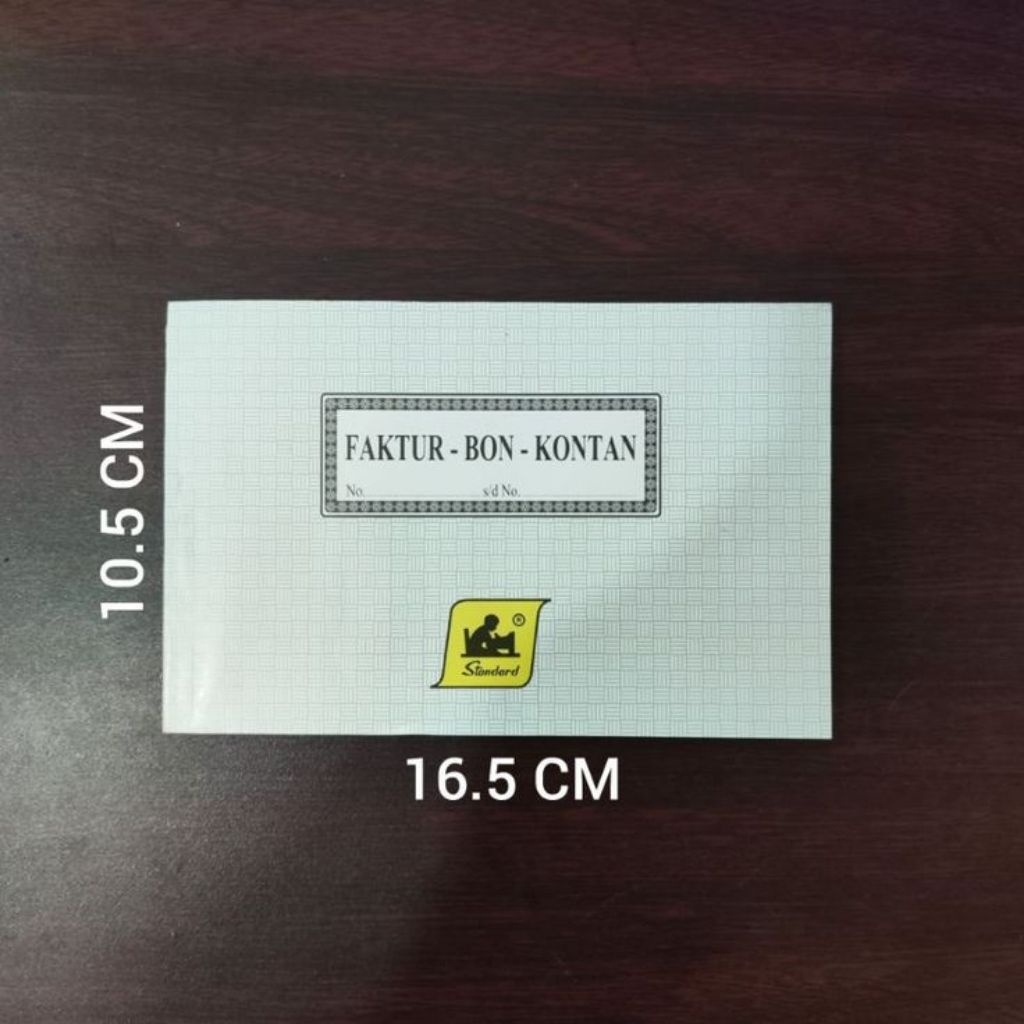 FAKTUR - BON - KONTAN
No. s/d No.
®
Standard
10.5 CM
16.5 CM